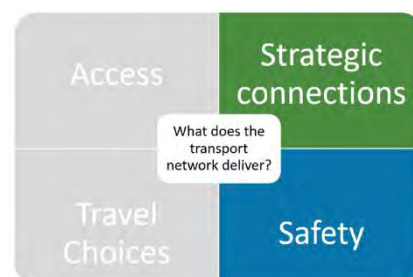 Access
Strategic
connections
What does the
transport
network deliver?
Travel
Choices
Safety